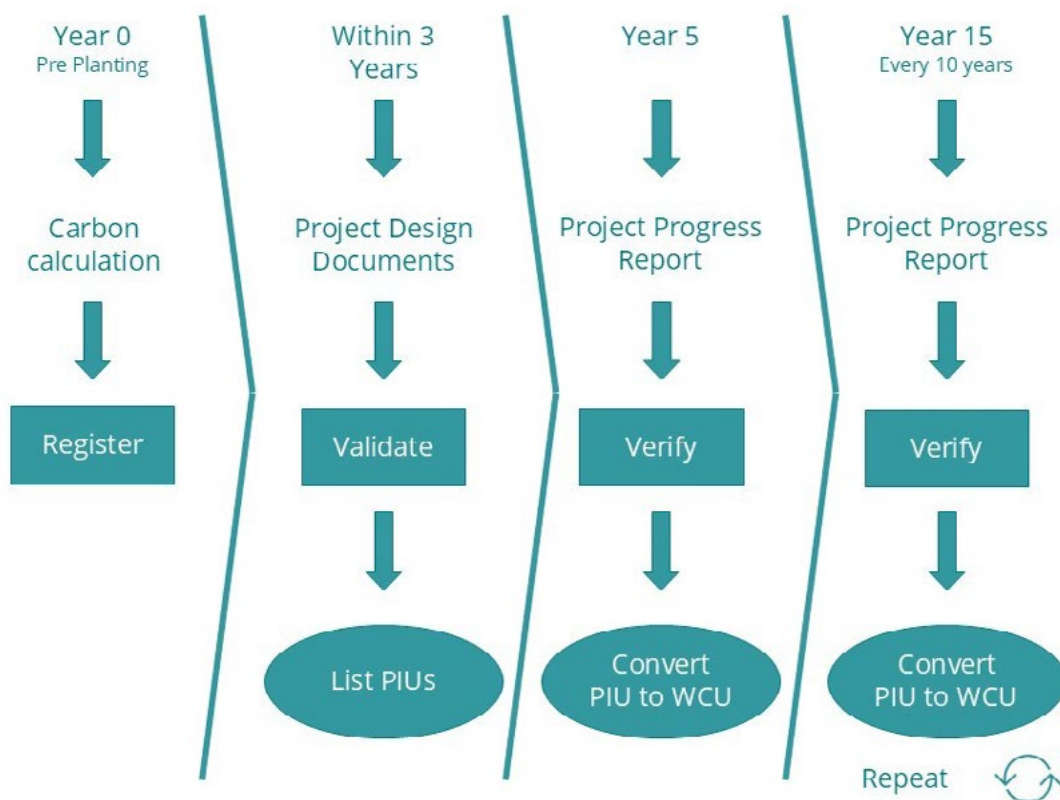 Year 0
Pre Planting
Carbon
calculation
Register
Within 3
Years
Project Design
Documents
Validate
List PIUs
Year 5
Project Progress
Report
Verify
Convert
PIU to WCU
Year 15
Every 10 years
Project Progress
Report
Verify
Convert
PIU to WCU
Repeat